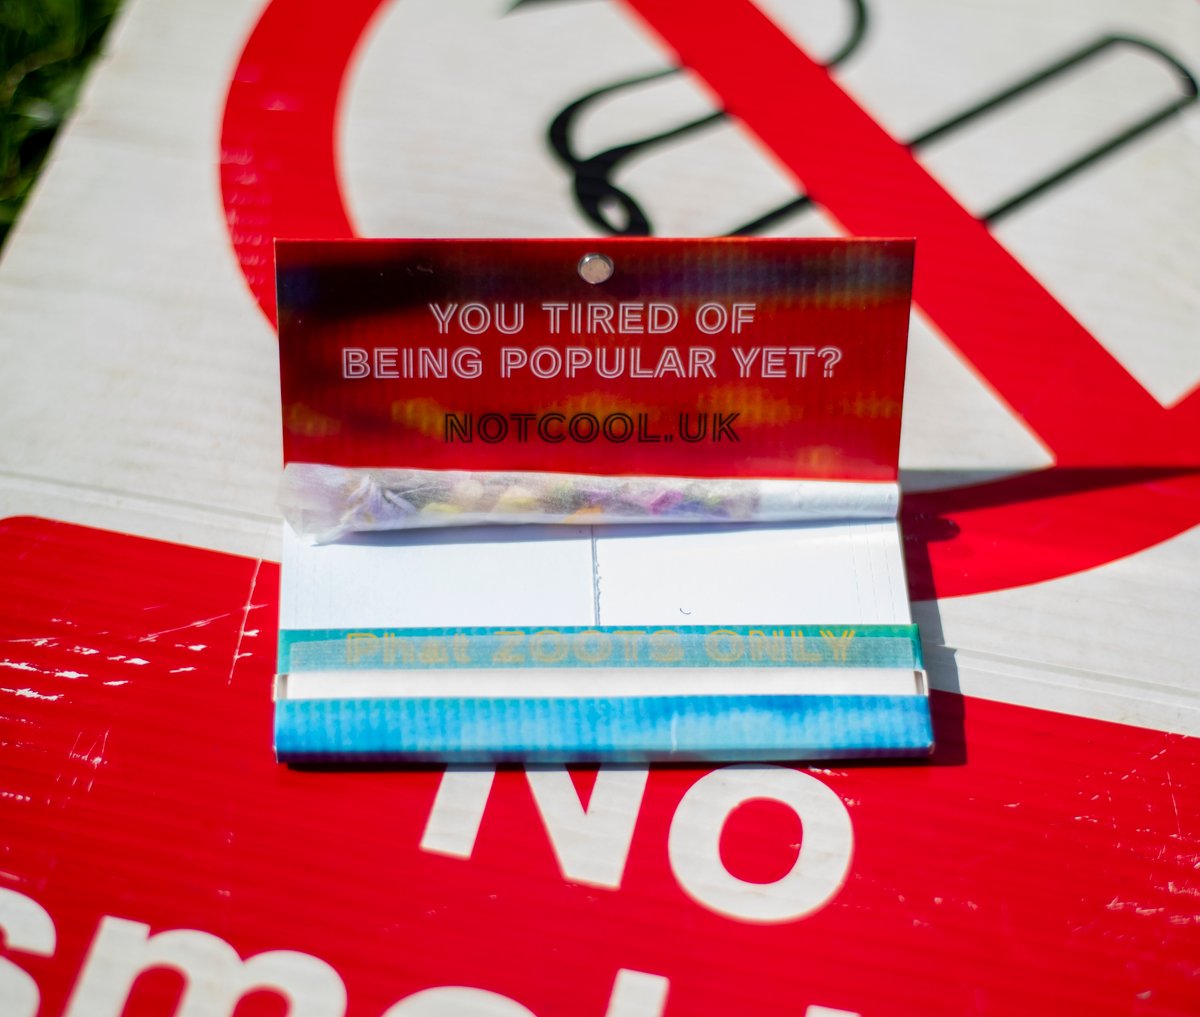 YOU TIRED OF
BEING POPULAR YET?
NOTCOOL.UK
Phat ZOOTS ONLY
No